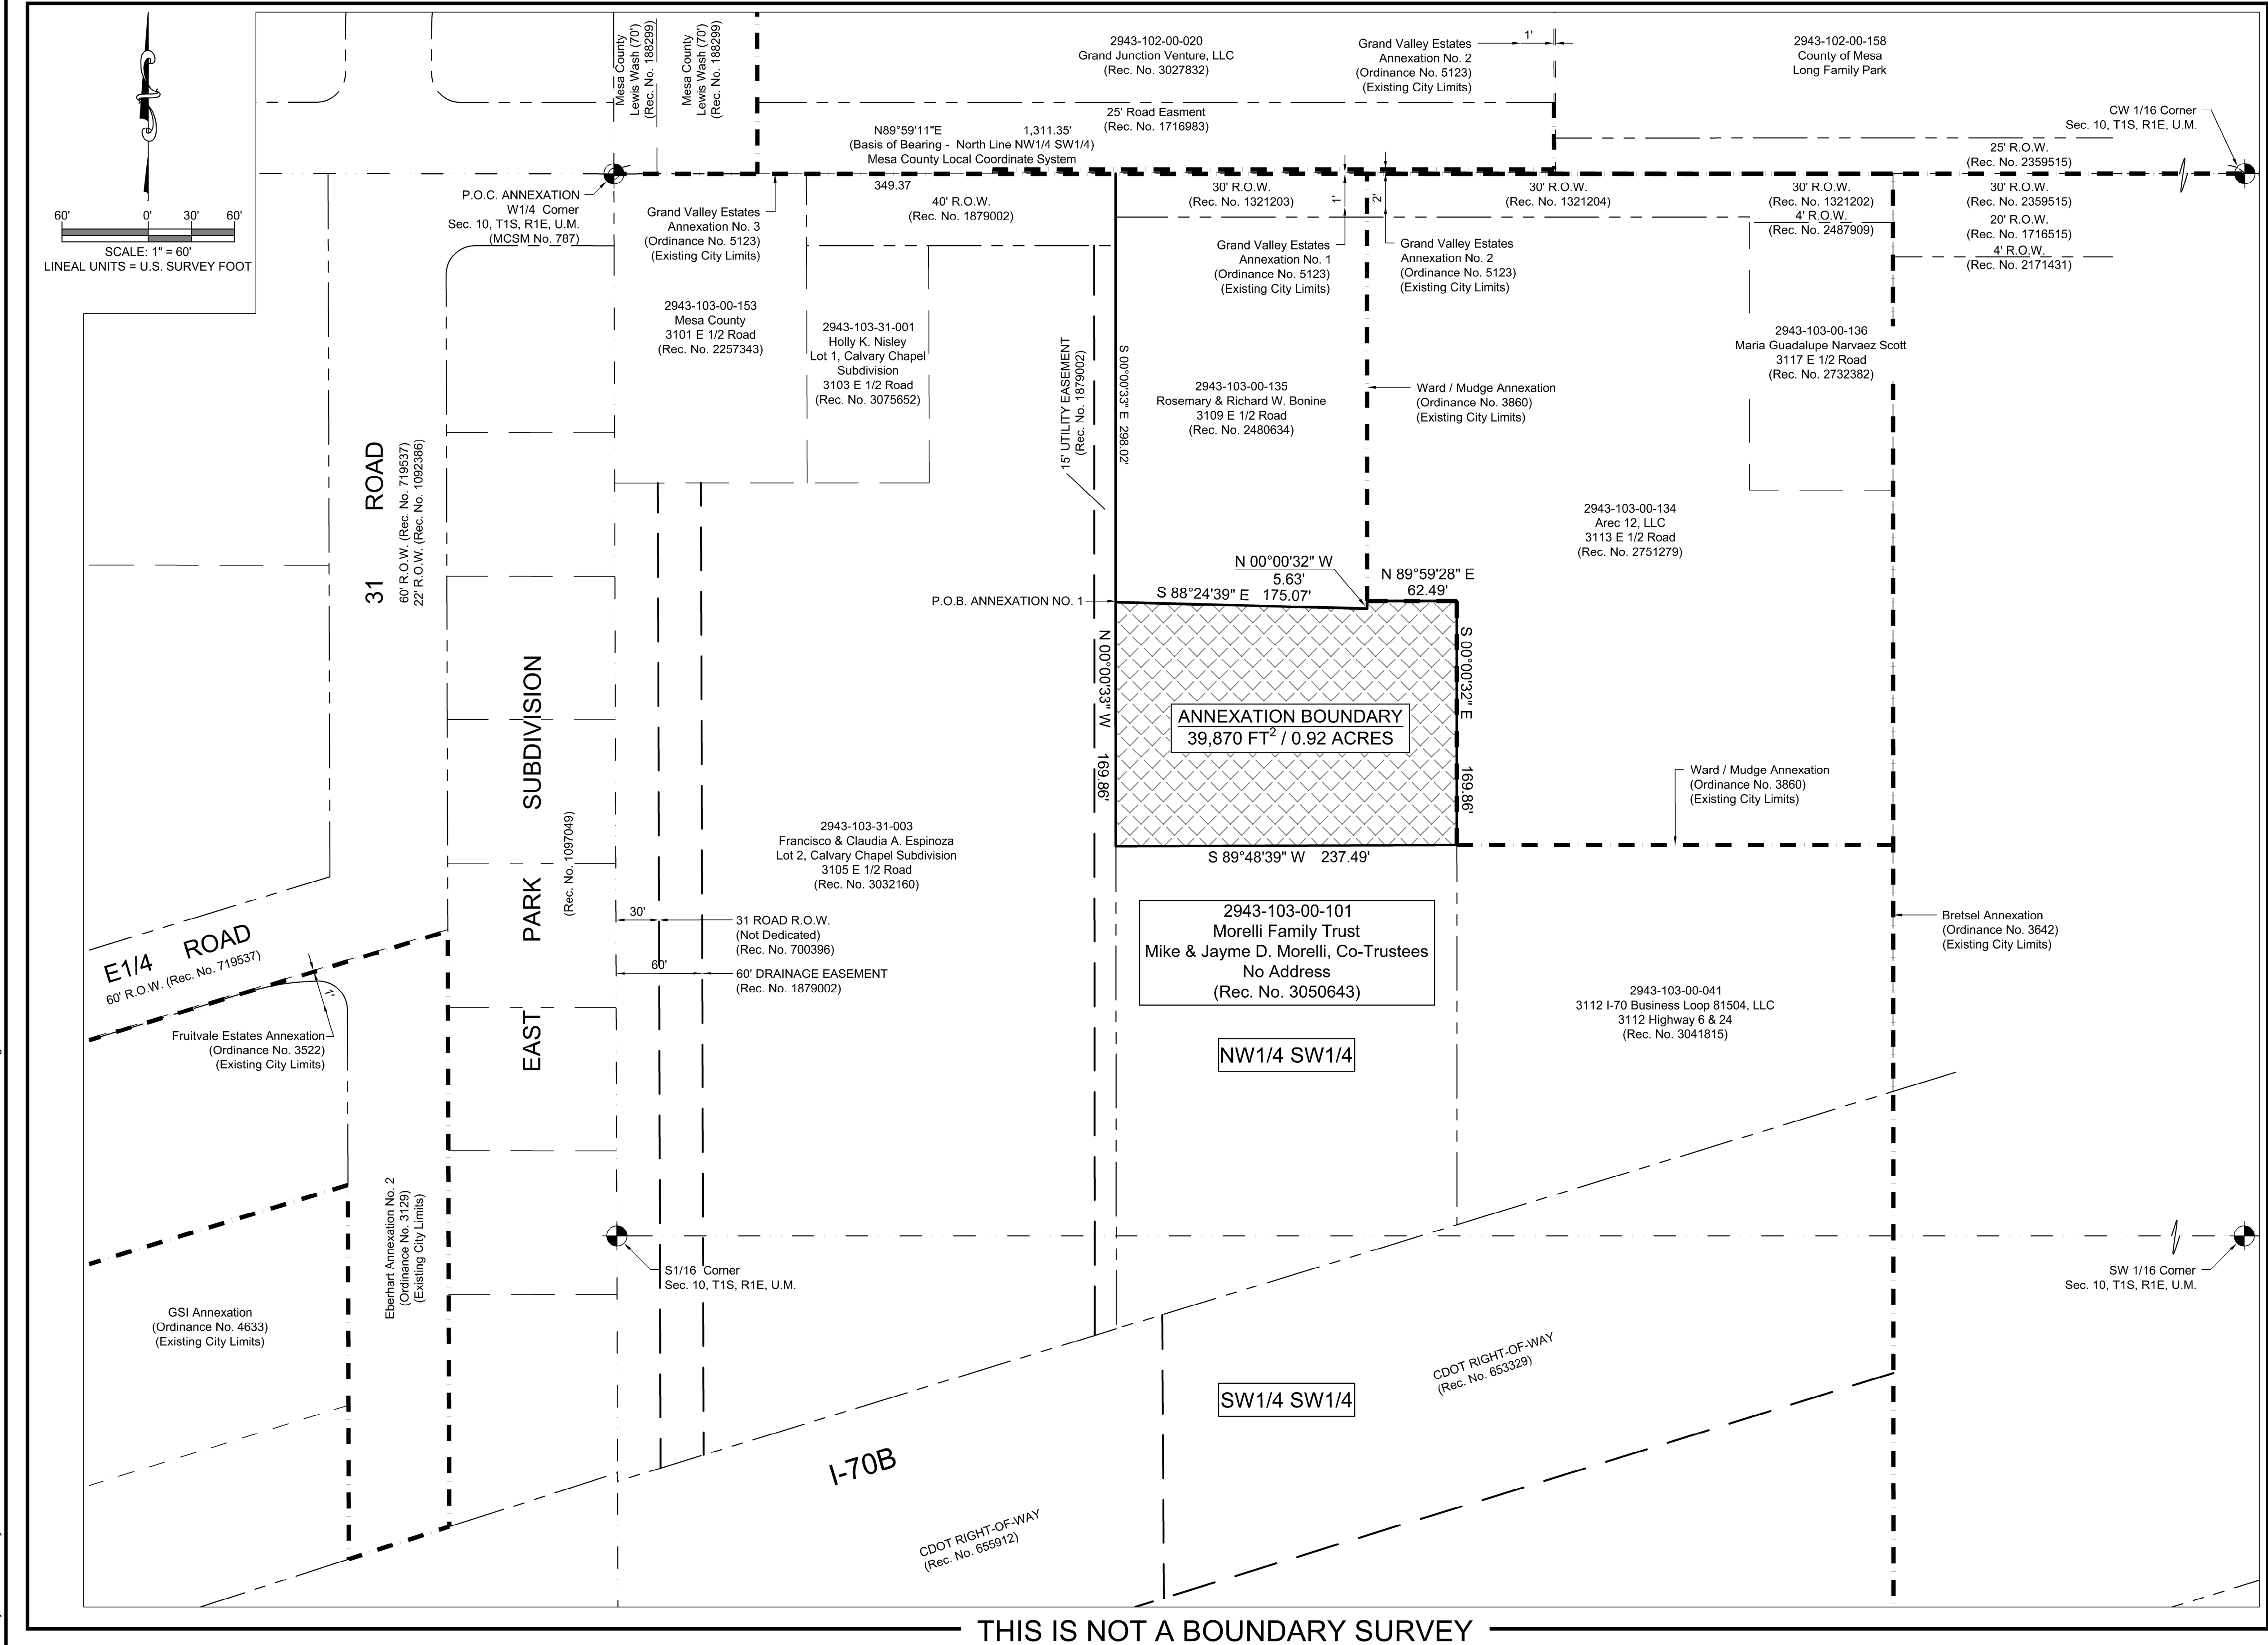 Mesa County
Lewis Wash (70')
(Rec. No. 188299)
Mesa County
Lewis Wash (70')
(Rec. No. 188299)
2943-102-00-020
Grand Junction Venture, LLC
(Rec. No. 3027832)
Grand Valley Estates
Annexation No. 2
(Ordinance No. 5123)
(Existing City Limits)
1'
2943-102-00-158
County of Mesa
Long Family Park
CW 1/16 Corner
Sec. 10, T1S, R1E, U.M.
25' Road Easment
(Rec. No. 1716983)
N89°59'11"E 1,311.35'
(Basis of Bearing - North Line NW1/4 SW1/4)
Mesa County Local Coordinate System
25' R.O.W.
(Rec. No. 2359515)
60' 0' 30' 60'
SCALE: 1" = 60'
LINEAL UNITS = U.S. SURVEY FOOT
P.O.C. ANNEXATION
W1/4 Corner
Sec. 10, T1S, R1E, U.M.
(MCSM No. 787)
Grand Valley Estates
Annexation No. 3
(Ordinance No. 5123)
(Existing City Limits)
349.37
40' R.O.W.
(Rec. No. 1879002)
30' R.O.W.
(Rec. No. 1321203)
1'
2'
30' R.O.W.
(Rec. No. 1321204)
30' R.O.W.
(Rec. No. 1321202)
4' R.O.W.
(Rec. No. 2487909)
30' R.O.W.
(Rec. No. 2359515)
20' R.O.W.
(Rec. No. 1716515)
4' R.O.W.
(Rec. No. 2171431)
Grand Valley Estates
Annexation No. 1
(Ordinance No. 5123)
(Existing City Limits)
Grand Valley Estates
Annexation No. 2
(Ordinance No. 5123)
(Existing City Limits)
2943-103-00-153
Mesa County
3101 E 1/2 Road
(Rec. No. 2257343)
2943-103-31-001
Holly K. Nisley
Lot 1, Calvary Chapel
Subdivision
3103 E 1/2 Road
(Rec. No. 3075652)
15' UTILITY EASEMENT
(Rec. No. 1879002)
S 00°00'33" E 298.02'
2943-103-00-135
Rosemary & Richard W. Bonine
3109 E 1/2 Road
(Rec. No. 2480634)
Ward / Mudge Annexation
(Ordinance No. 3860)
(Existing City Limits)
2943-103-00-136
Maria Guadalupe Narvaez Scott
3117 E 1/2 Road
(Rec. No. 2732382)
31 ROAD
60' R.O.W. (Rec. No. 719537)
22' R.O.W. (Rec. No. 1092386)
2943-103-00-134
Arec 12, LLC
3113 E 1/2 Road
(Rec. No. 2751279)
N 00°00'32" W
5.63'
N 89°59'28" E
62.49'
P.O.B. ANNEXATION NO. 1
S 88°24'39" E 175.07'
N 00°00'33" W 169.86'
S 00°00'32" E 169.86'
ANNEXATION BOUNDARY
39,870 FT2 / 0.92 ACRES
S 89°48'39" W 237.49'
Ward / Mudge Annexation
(Ordinance No. 3860)
(Existing City Limits)
EAST PARK SUBDIVISION
(Rec. No. 1097049)
2943-103-31-003
Francisco & Claudia A. Espinoza
Lot 2, Calvary Chapel Subdivision
3105 E 1/2 Road
(Rec. No. 3032160)
30'
31 ROAD R.O.W.
(Not Dedicated)
(Rec. No. 700396)
60'
60' DRAINAGE EASEMENT
(Rec. No. 1879002)
2943-103-00-101
Morelli Family Trust
Mike & Jayme D. Morelli, Co-Trustees
No Address
(Rec. No. 3050643)
Bretsel Annexation
(Ordinance No. 3642)
(Existing City Limits)
E1/4 ROAD
60' R.O.W. (Rec. No. 719537)
1'
Fruitvale Estates Annexation
(Ordinance No. 3522)
(Existing City Limits)
2943-103-00-041
3112 I-70 Business Loop 81504, LLC
3112 Highway 6 & 24
(Rec. No. 3041815)
NW1/4 SW1/4
Eberhart Annexation No. 2
(Ordinance No. 3129)
(Existing City Limits)
S1/16 Corner
Sec. 10, T1S, R1E, U.M.
SW 1/16 Corner
Sec. 10, T1S, R1E, U.M.
GSI Annexation
(Ordinance No. 4633)
(Existing City Limits)
CDOT RIGHT-OF-WAY
(Rec. No. 653329)
SW1/4 SW1/4
I-70B
CDOT RIGHT-OF-WAY
(Rec. No. 655912)
THIS IS NOT A BOUNDARY SURVEY